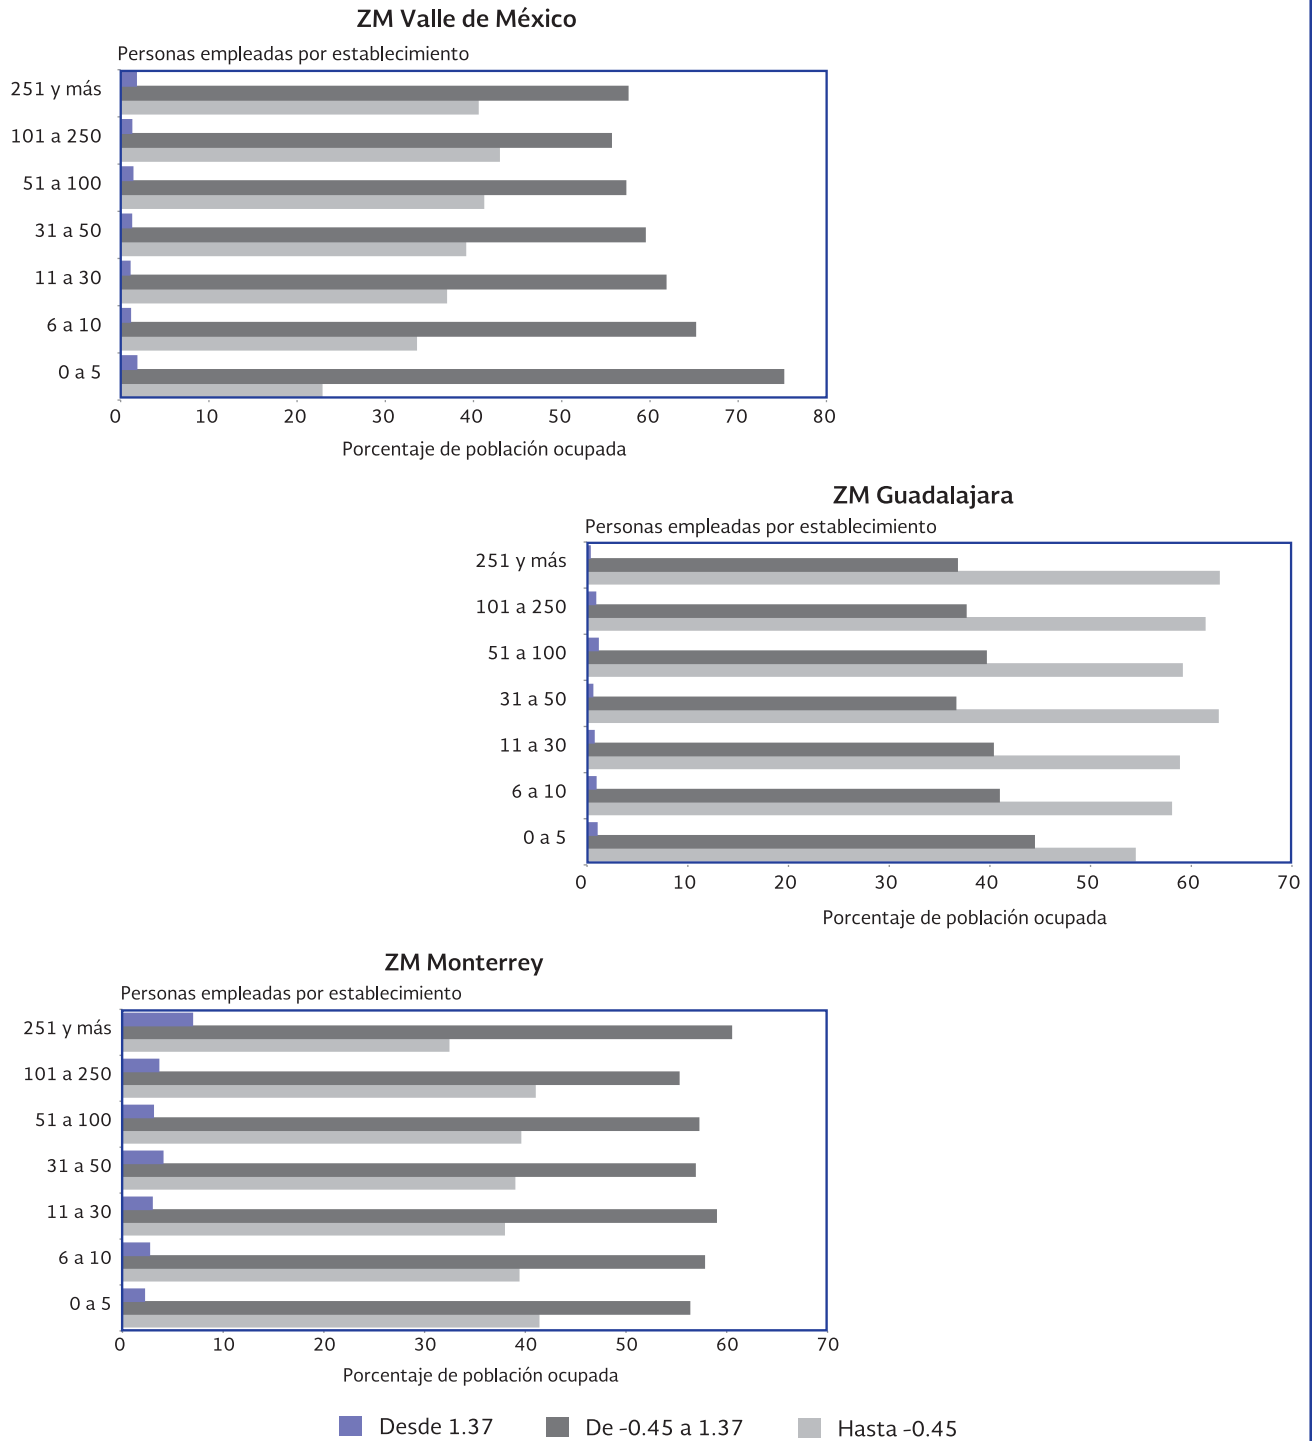 ZM Valle de México
Personas empleadas por establecimiento
251 y más
101 a 250
51 a 100
31 a 50
11 a 30
6 a 10
0 a 5
0 10 20 30 40 50 60 70 80
Porcentaje de población ocupada
ZM Guadalajara
Personas empleadas por establecimiento
251 y más
101 a 250
51 a 100
31 a 50
11 a 30
6 a 10
0 a 5
0 10 20 30 40 50 60 70
Porcentaje de población ocupada
ZM Monterrey
Personas empleadas por establecimiento
251 y más
101 a 250
51 a 100
31 a 50
11 a 30
6 a 10
0 a 5
0 10 20 30 40 50 60 70
Porcentaje de población ocupada
Desde 1.37 De -0.45 a 1.37 Hasta -0.45